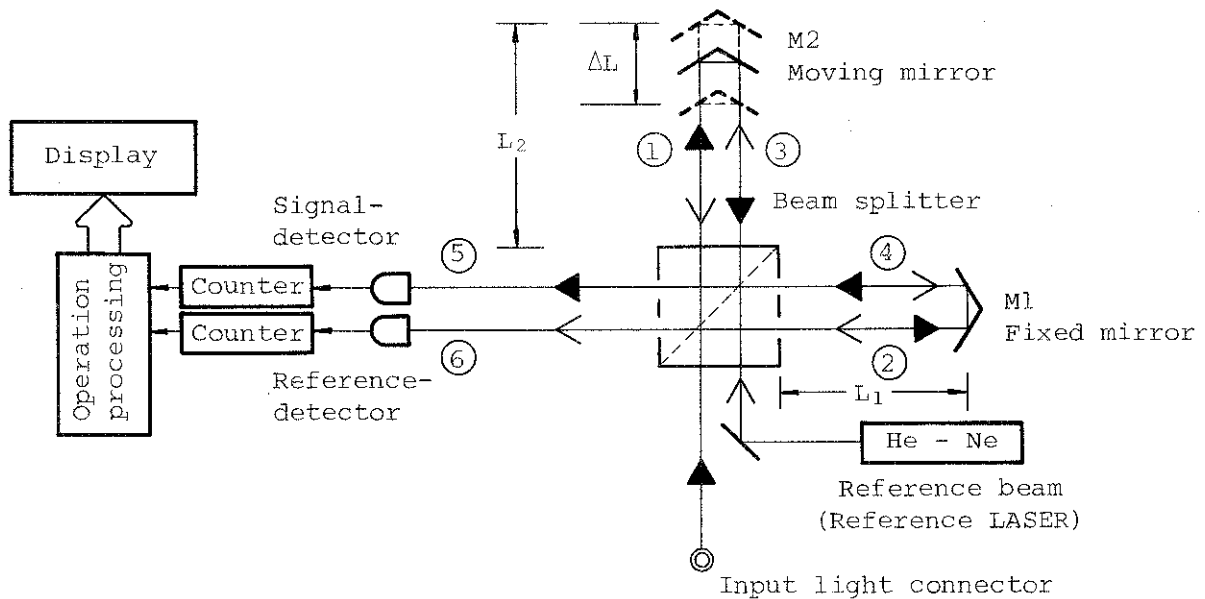 M2
Moving mirror
ΔL
L₂
①
③
Display
Signal-
detector
Beam splitter
⑤
④
Operation
processing
Counter
Counter
M1
Fixed mirror
⑥
②
Reference-
detector
L₁
He - Ne
Reference beam
(Reference LASER)
Input light connector